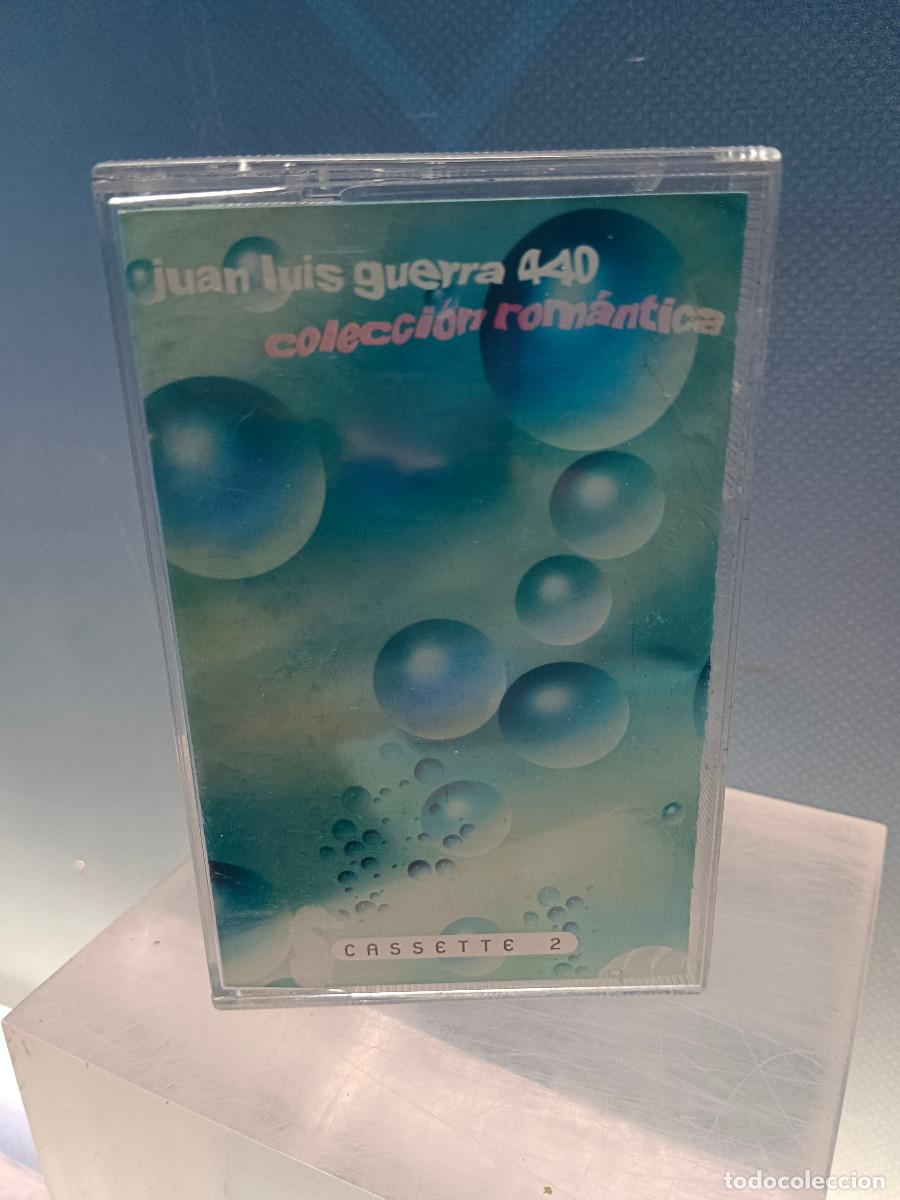 juan luis guerra 440
colección romántica
CASSETTE 2
todocoleccion